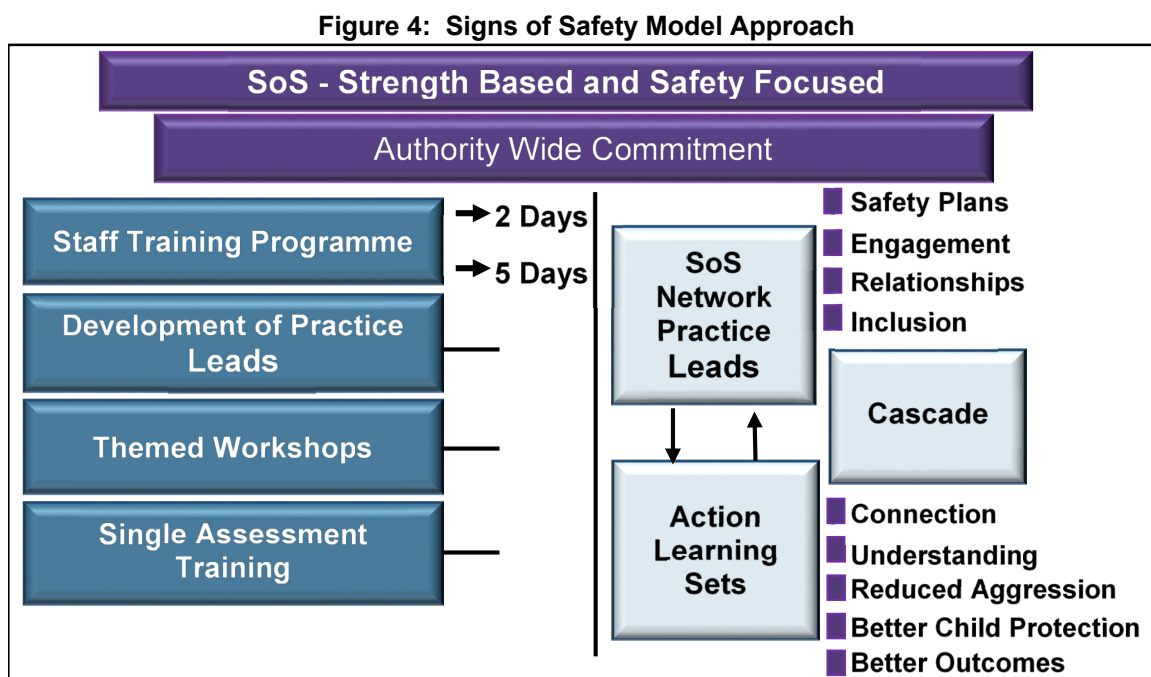 Figure 4:  Signs of Safety Model Approach
SoS - Strength Based and Safety Focused
Authority Wide Commitment
Staff Training Programme
2 Days
5 Days
Development of Practice
Leads
Themed Workshops
Single Assessment
Training
SoS
Network
Practice
Leads
Action
Learning
Sets
Safety Plans
Engagement
Relationships
Inclusion
Cascade
Connection
Understanding
Reduced Aggression
Better Child Protection
Better Outcomes